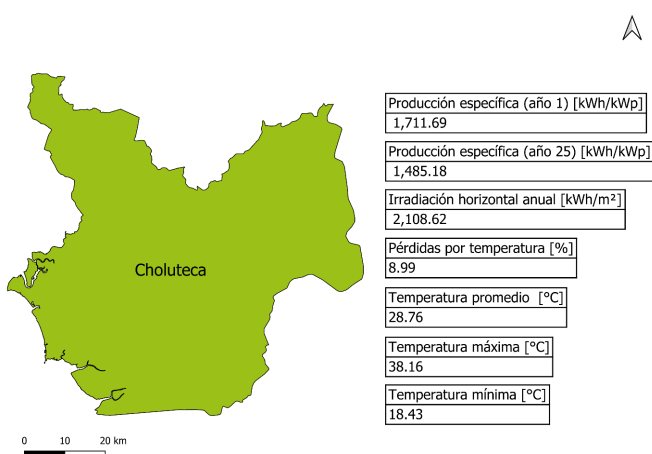 Producción específica (año 1) [kWh/kWp]
1,711.69
Producción específica (año 25) [kWh/kWp]
1,485.18
Irradiación horizontal anual [kWh/m²]
2,108.62
Pérdidas por temperatura [%]
8.99
Temperatura promedio [°C]
28.76
Temperatura máxima [°C]
38.16
Temperatura mínima [°C]
18.43
Choluteca
0 10 20 km